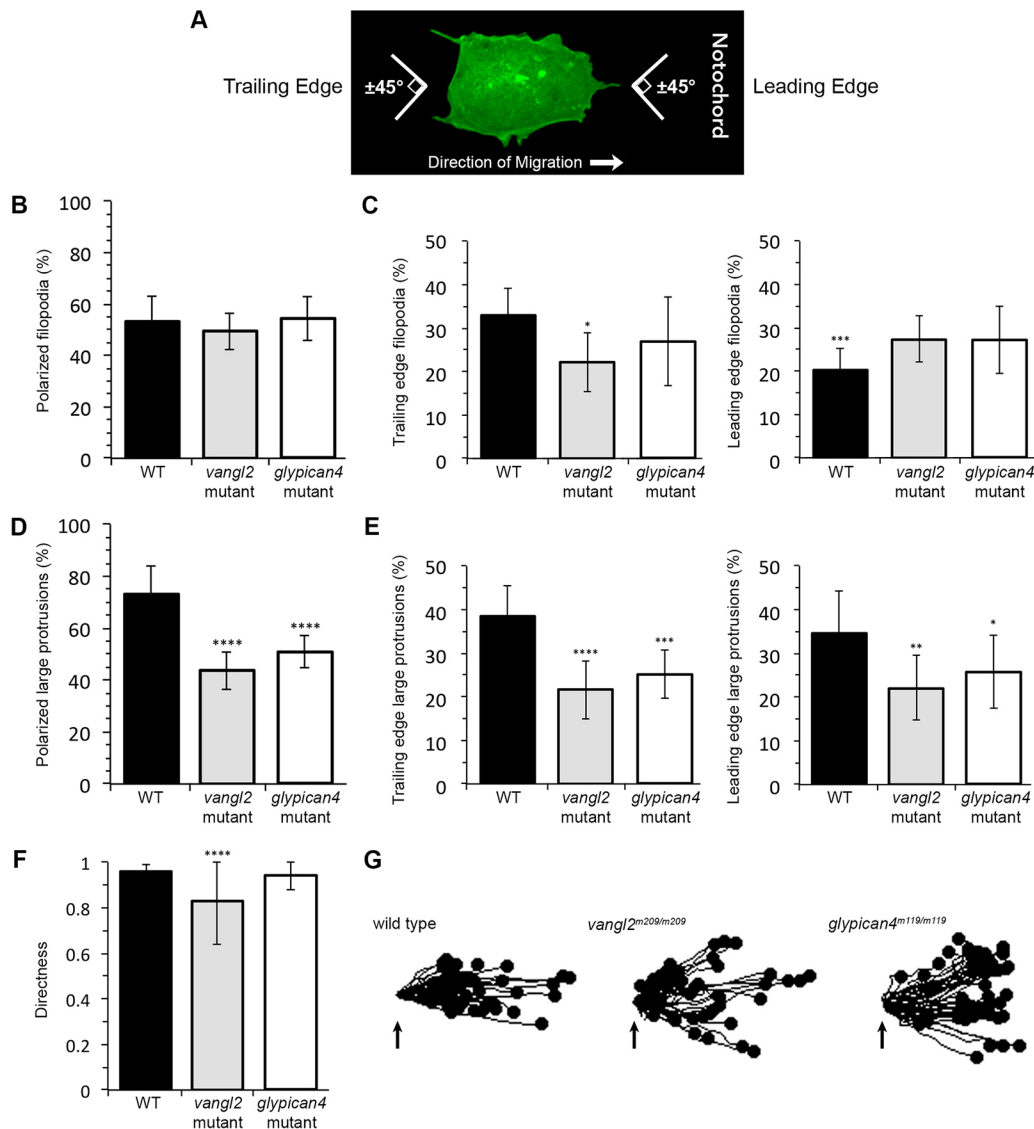 A
Trailing Edge
±45°
±45°
Notochord
Leading Edge
Direction of Migration
B
Polarized filopodia (%)
100
80
60
40
20
0
WT
vangl2
mutant
glypican4
mutant
C
Trailing edge filopodia (%)
50
40
30
20
10
0
*
WT
vangl2
mutant
glypican4
mutant
Leading edge filopodia (%)
50
40
30
20
10
0
***
WT
vangl2
mutant
glypican4
mutant
D
Polarized large protrusions (%)
100
80
60
40
20
0
****
****
WT
vangl2
mutant
glypican4
mutant
E
Trailing edge large protrusions (%)
50
40
30
20
10
0
****
***
WT
vangl2
mutant
glypican4
mutant
Leading edge large protrusions (%)
50
40
30
20
10
0
**
*
WT
vangl2
mutant
glypican4
mutant
F
Directness
1
0.8
0.6
0.4
0.2
0
****
WT
vangl2
mutant
glypican4
mutant
G
wild type
vangl2m209/m209
glypican4m119/m119